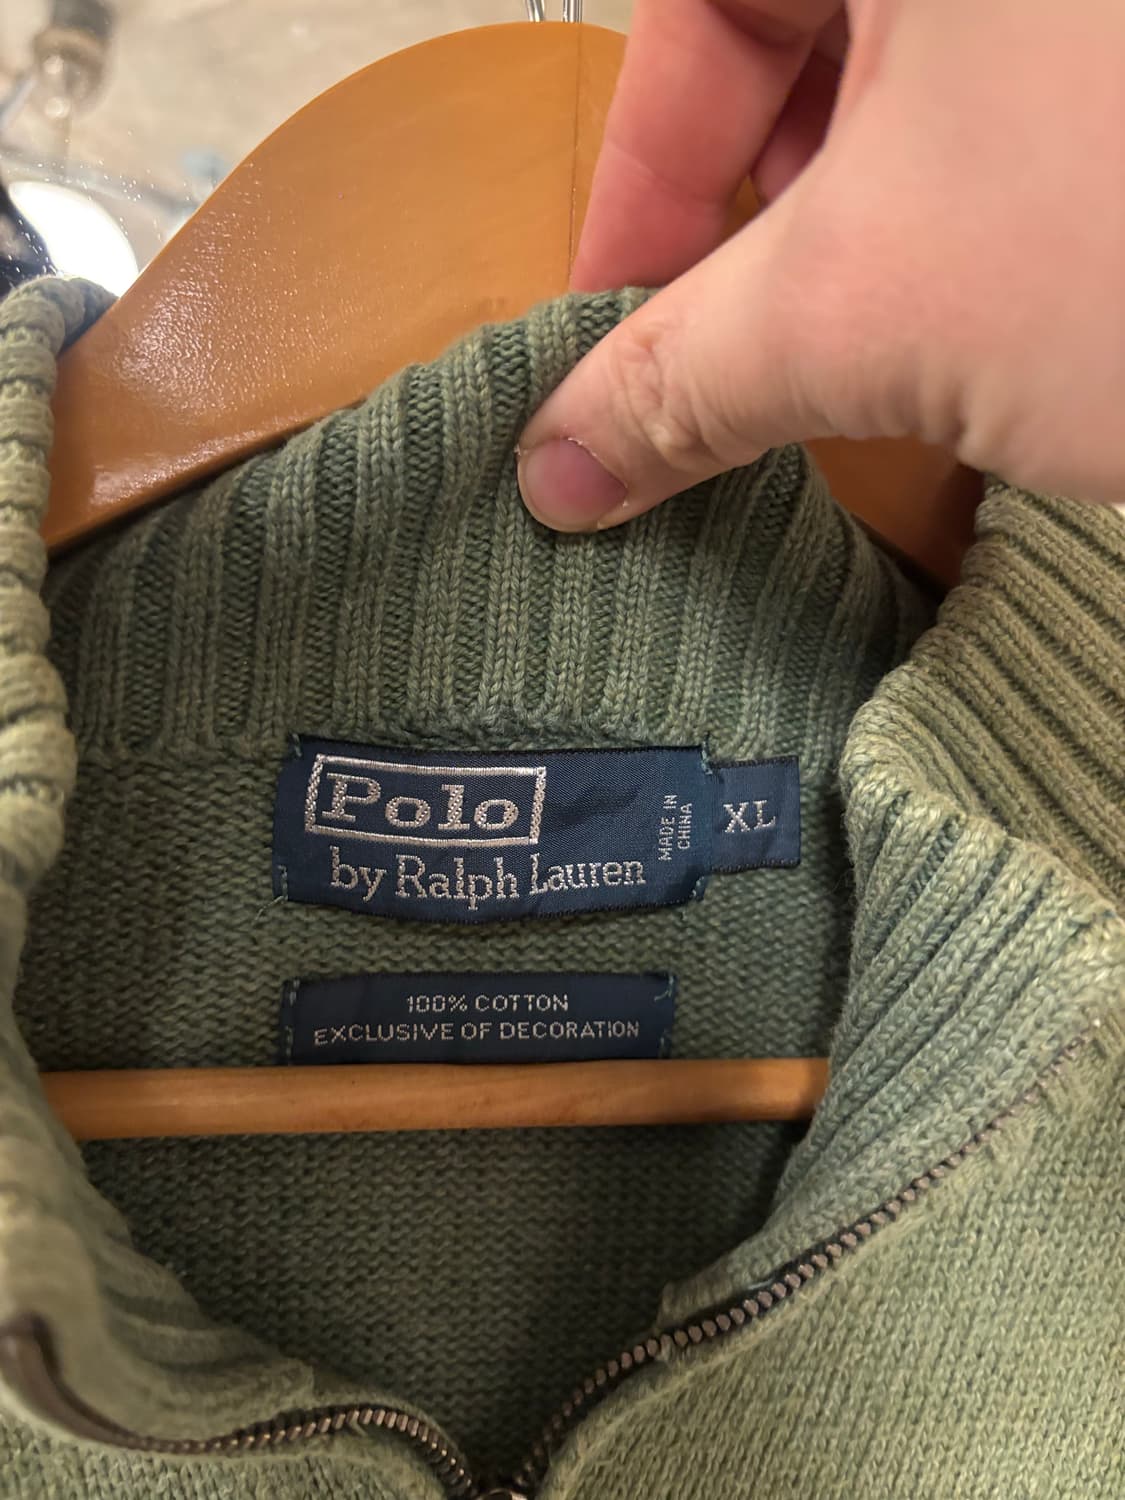 Polo
by Ralph Lauren
MADE IN
CHINA
XL
100% COTTON
EXCLUSIVE OF DECORATION